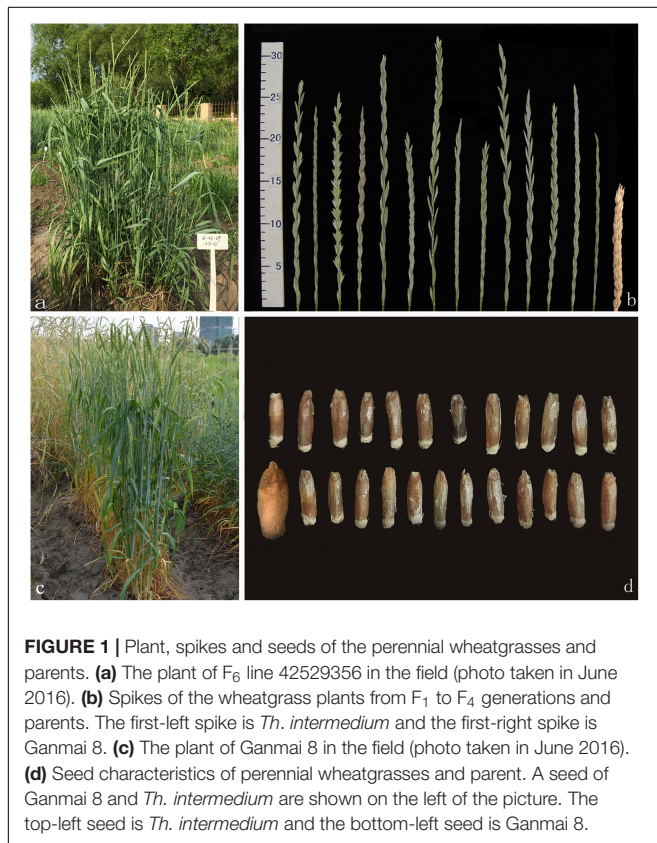 30
25
20
15
10
5
a
b
c
d
FIGURE 1 | Plant, spikes and seeds of the perennial wheatgrasses and
parents. (a) The plant of F6 line 42529356 in the field (photo taken in June
2016). (b) Spikes of the wheatgrass plants from F1 to F4 generations and
parents. The first-left spike is Th. intermedium and the first-right spike is
Ganmai 8. (c) The plant of Ganmai 8 in the field (photo taken in June 2016).
(d) Seed characteristics of perennial wheatgrasses and parent. A seed of
Ganmai 8 and Th. intermedium are shown on the left of the picture. The
top-left seed is Th. intermedium and the bottom-left seed is Ganmai 8.